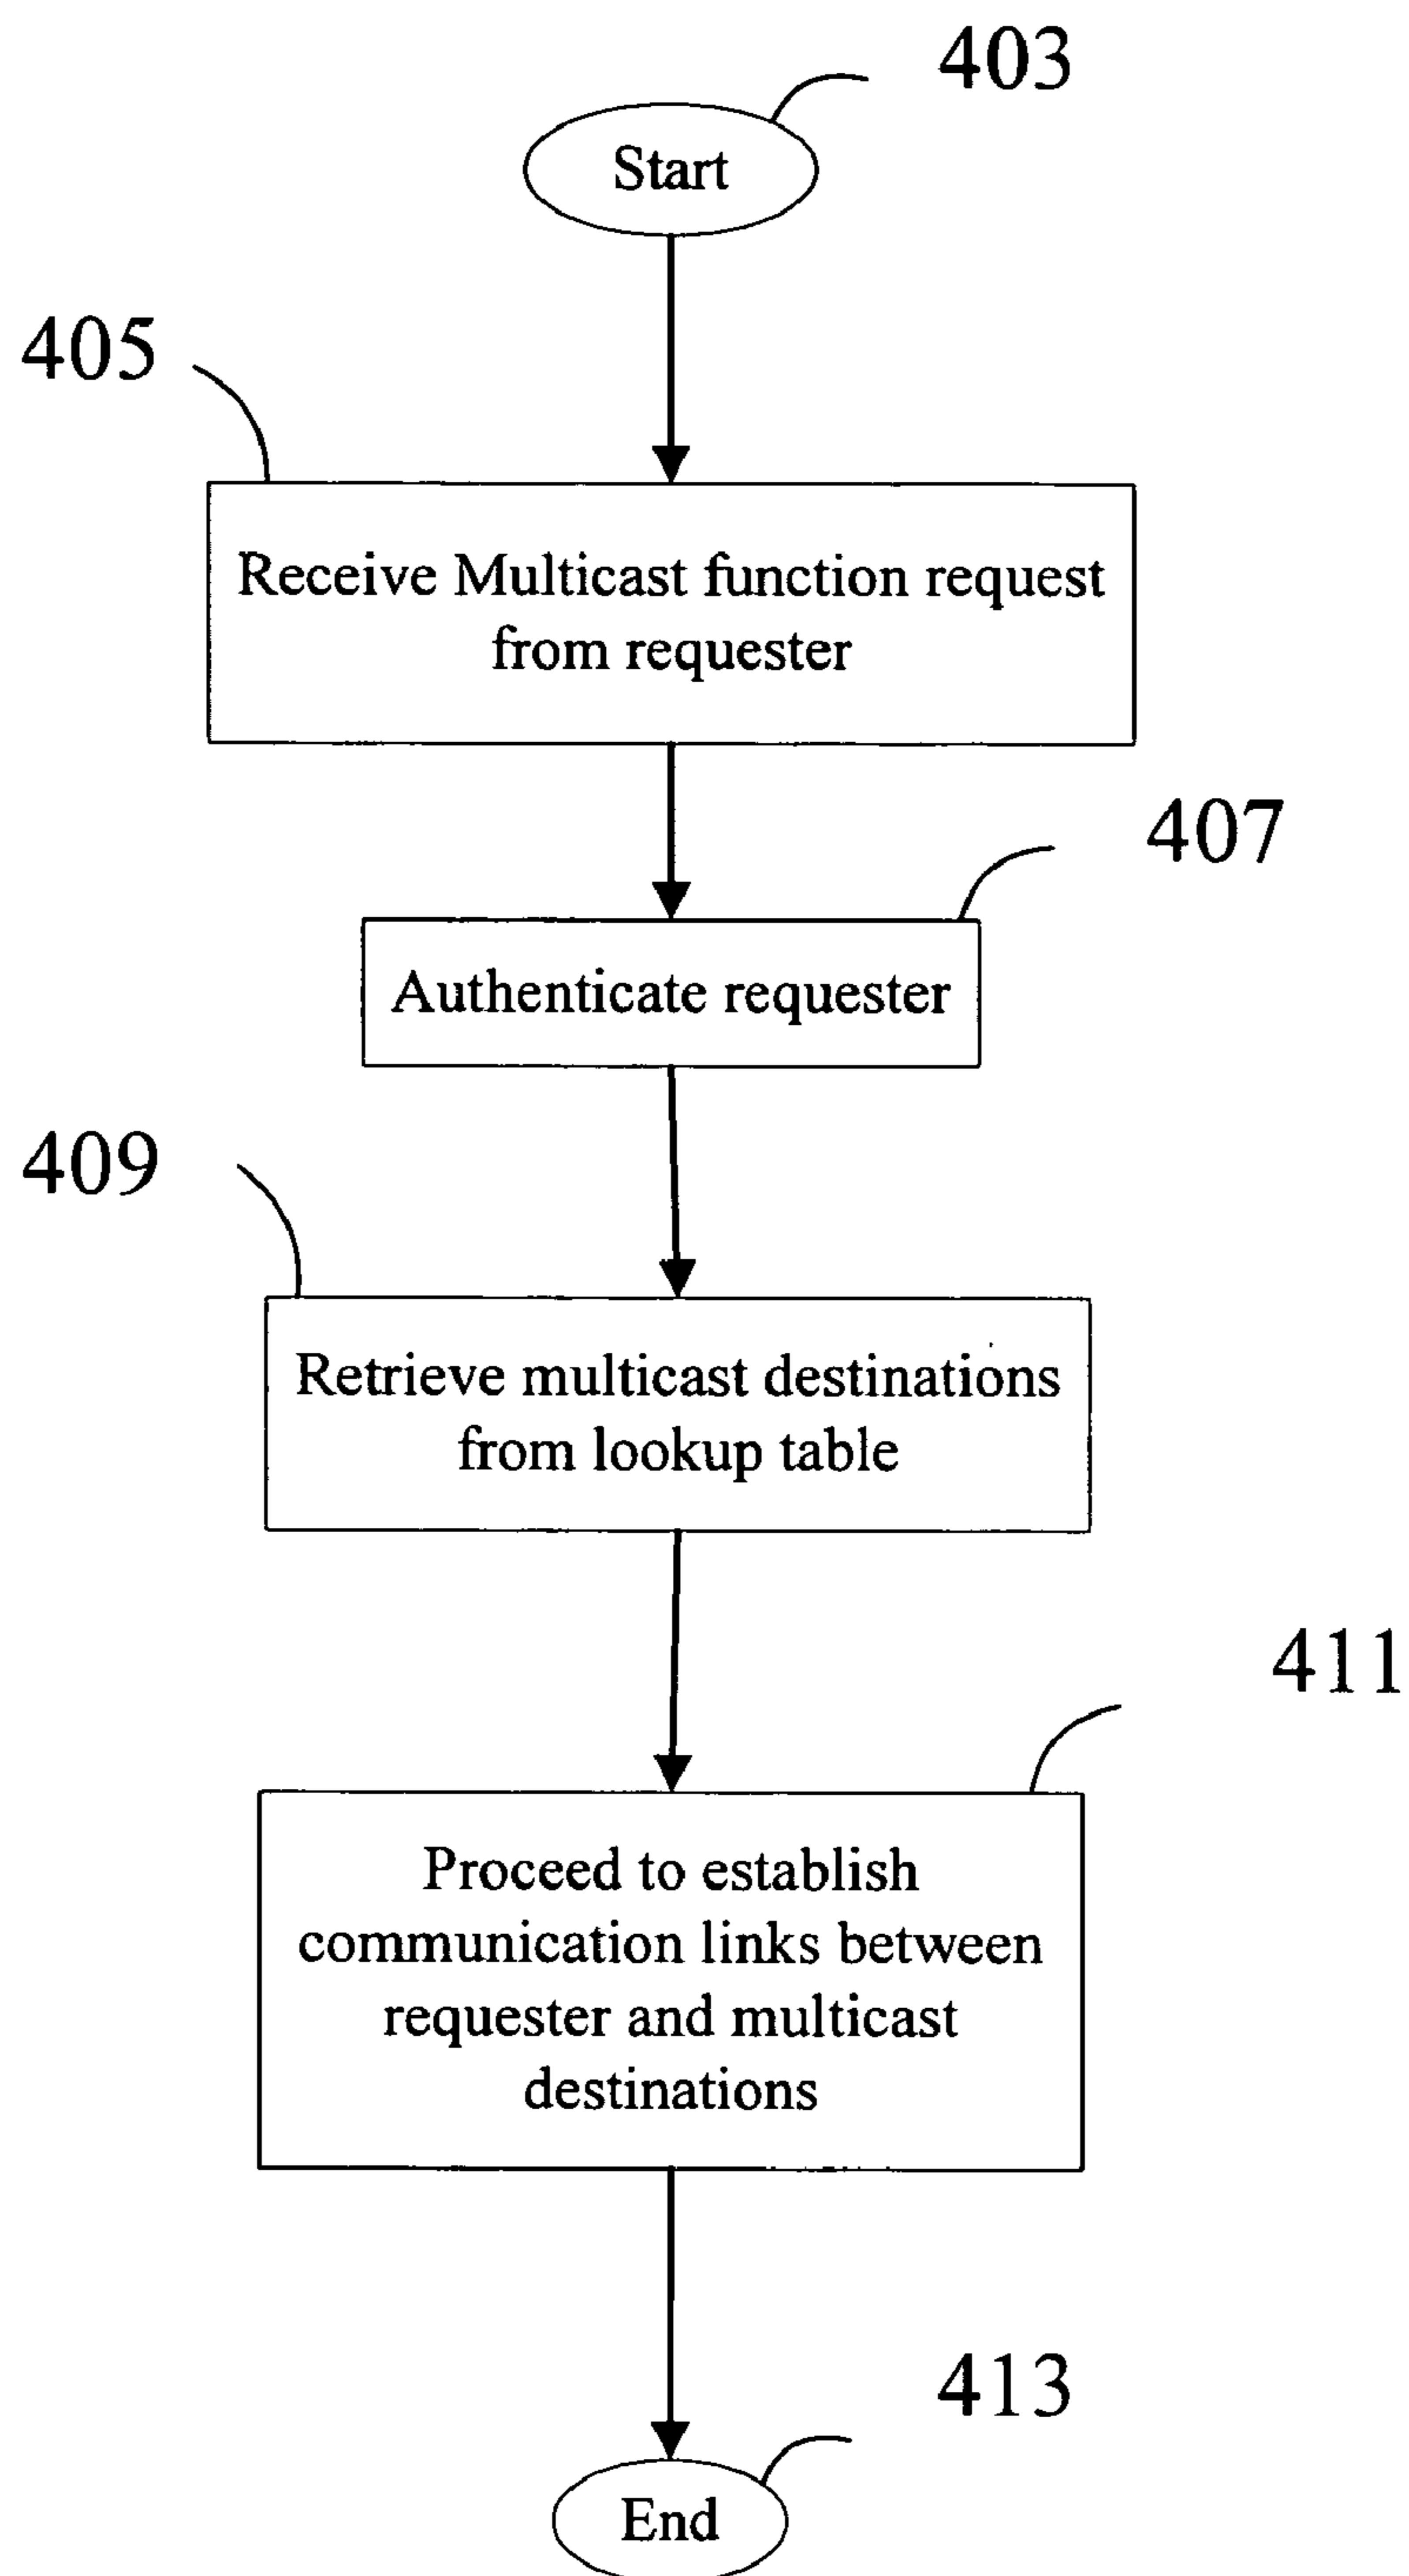 403
Start
405
Receive Multicast function request
from requester
407
Authenticate requester
409
Retrieve multicast destinations
from lookup table
411
Proceed to establish
communication links between
requester and multicast
destinations
413
End